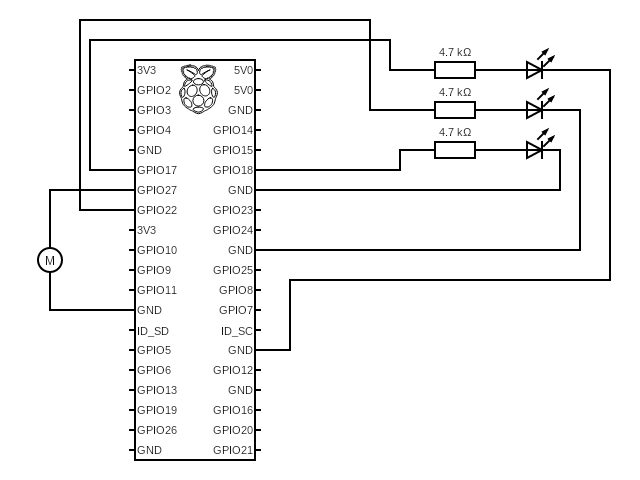 4.7 kΩ
3V3 5V0
GPIO2 5V0
4.7 kΩ
GPIO3 GND
GPIO4 GND14
4.7 kΩ
GND GPIO15
GPIO17 GPIO18
GPIO27 GND
GPIO22 GPIO23
3V3 GPIO24
GPIO10 GND
M
GPIO9 GPIO25
GPIO11 GPIO8
GND GPIO7
ID_SD ID_SC
GPIO5 GND
GPIO6 GPIO12
GPIO13 GND
GPIO19 GPIO16
GPIO26 GPIO20
GND GPIO21